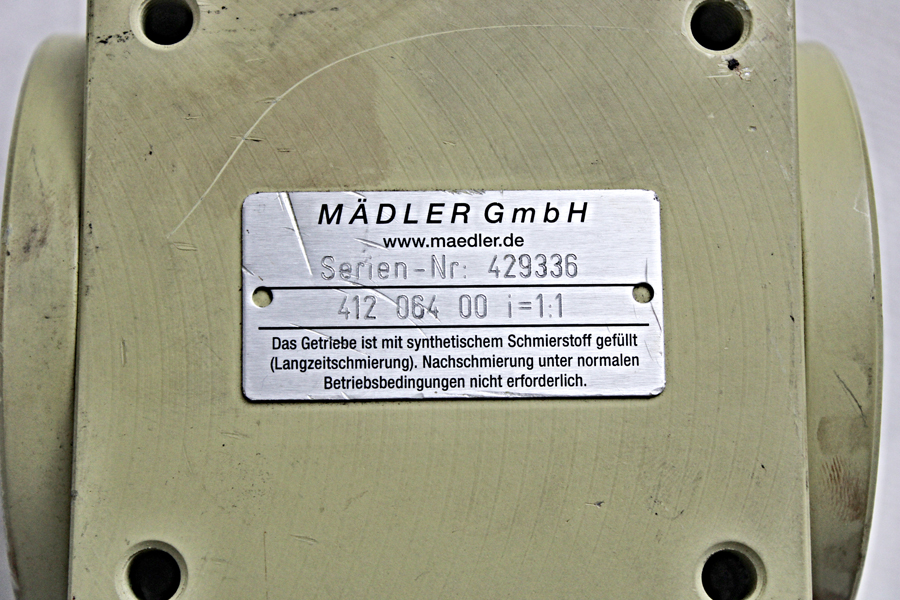 MÄDLER GmbH
www.maedler.de
Serien-Nr: 429336
412 064 00 i=1:1
Das Getriebe ist mit synthetischem Schmierstoff gefüllt
(Langzeitschmierung). Nachschmierung unter normalen
Betriebsbedingungen nicht erforderlich.